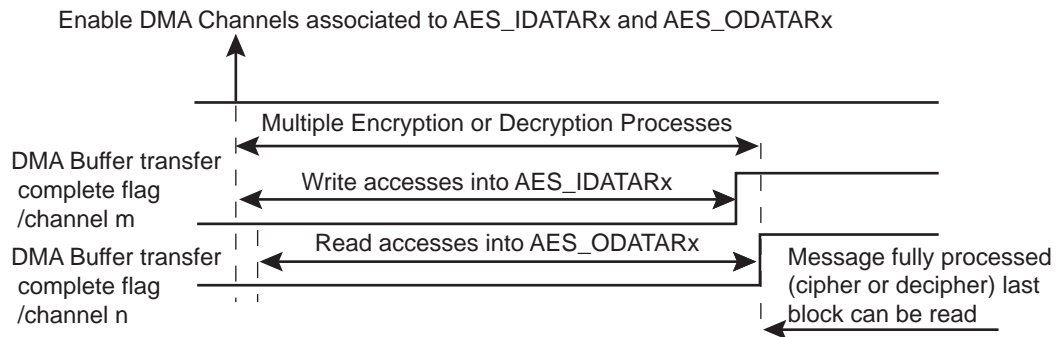 Enable DMA Channels associated to AES_IDATARx and AES_ODATARx
Multiple Encryption or Decryption Processes
DMA Buffer transfer
complete flag
/channel m
Write accesses into AES_IDATARx
DMA Buffer transfer
complete flag
/channel n
Read accesses into AES_ODATARx
Message fully processed
(cipher or decipher) last
block can be read